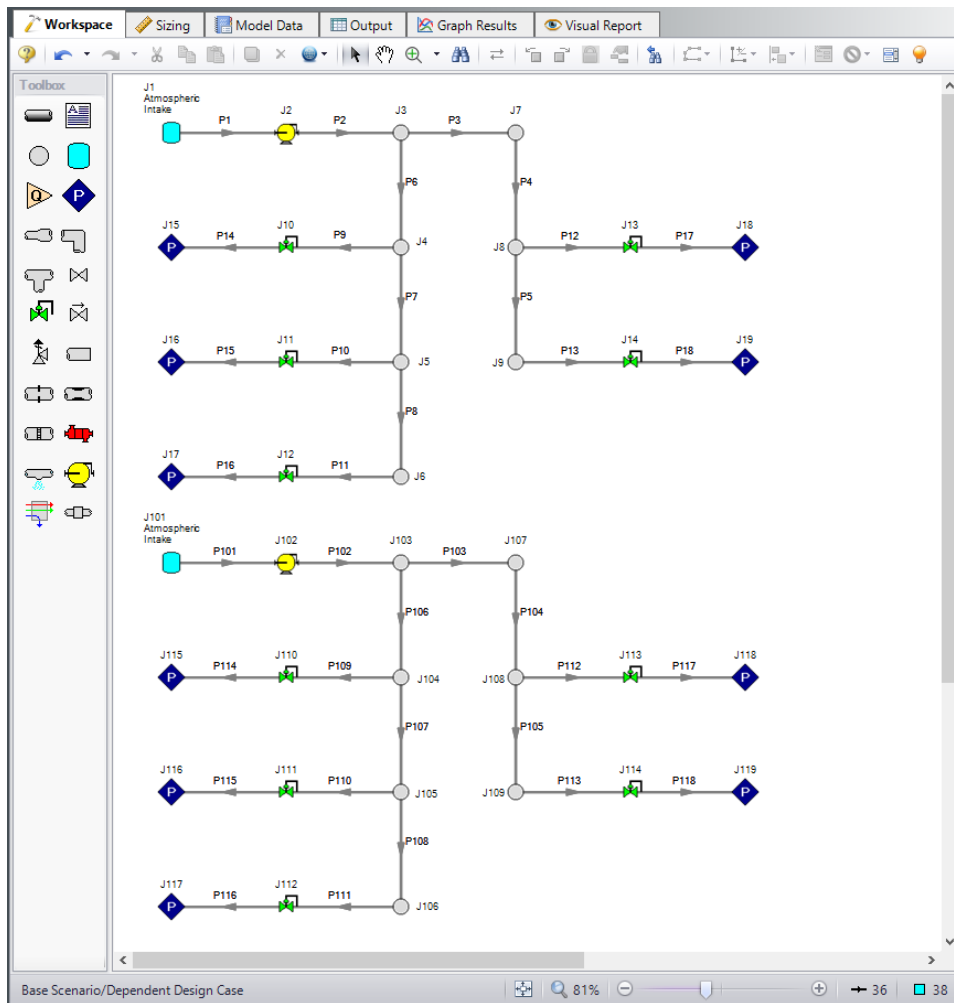 Workspace
Sizing
Model Data
Output
Graph Results
Visual Report
Toolbox
A
Q
P
J1
Atmospheric
Intake
P1
J2
P2
J3
P3
J7
P6
P4
J15
P14
J10
P9
J4
J8
P12
J13
P17
J18
P
P
P7
P5
J16
P15
J11
P10
J5
J9
P13
J14
P18
J19
P
P
P8
J17
P16
J12
P11
J6
P
J101
Atmospheric
Intake
P101
J102
P102
J103
P103
J107
P106
P104
J115
P114
J110
P109
J104
J108
P112
J113
P117
J118
P
P
P107
P105
J116
P115
J111
P110
J105
J109
P113
J114
P118
J119
P
P
P108
J117
P116
J112
P111
J106
P
Base Scenario/Dependent Design Case
81%
36
38